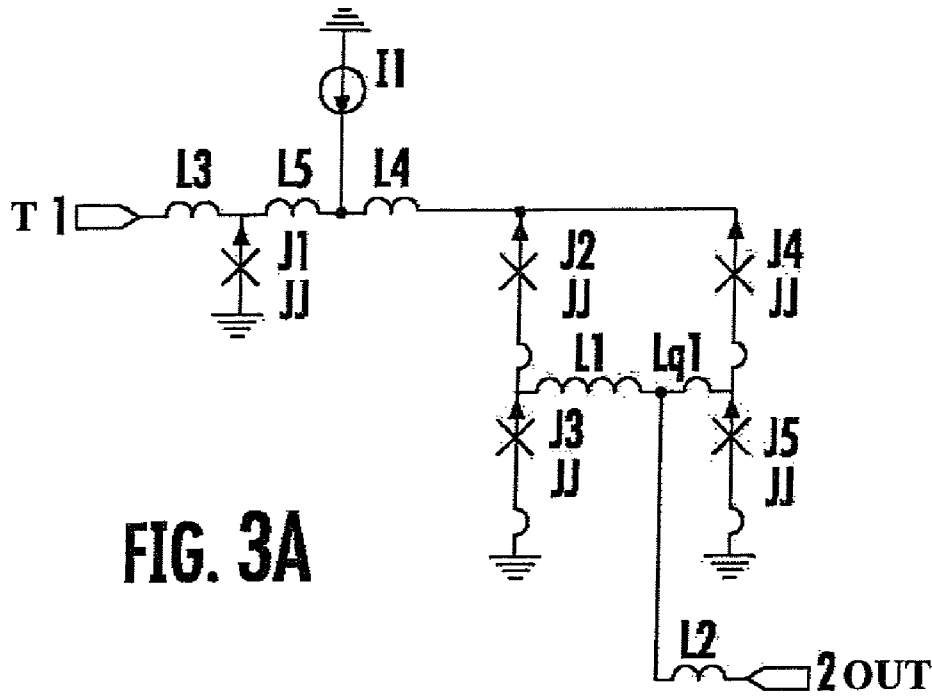 I1
L3 L5 L4
T 1
J1
JJ
J2
JJ
J4
JJ
L1 Lq1
J3
JJ
J5
JJ
FIG. 3A
L2
2 OUT